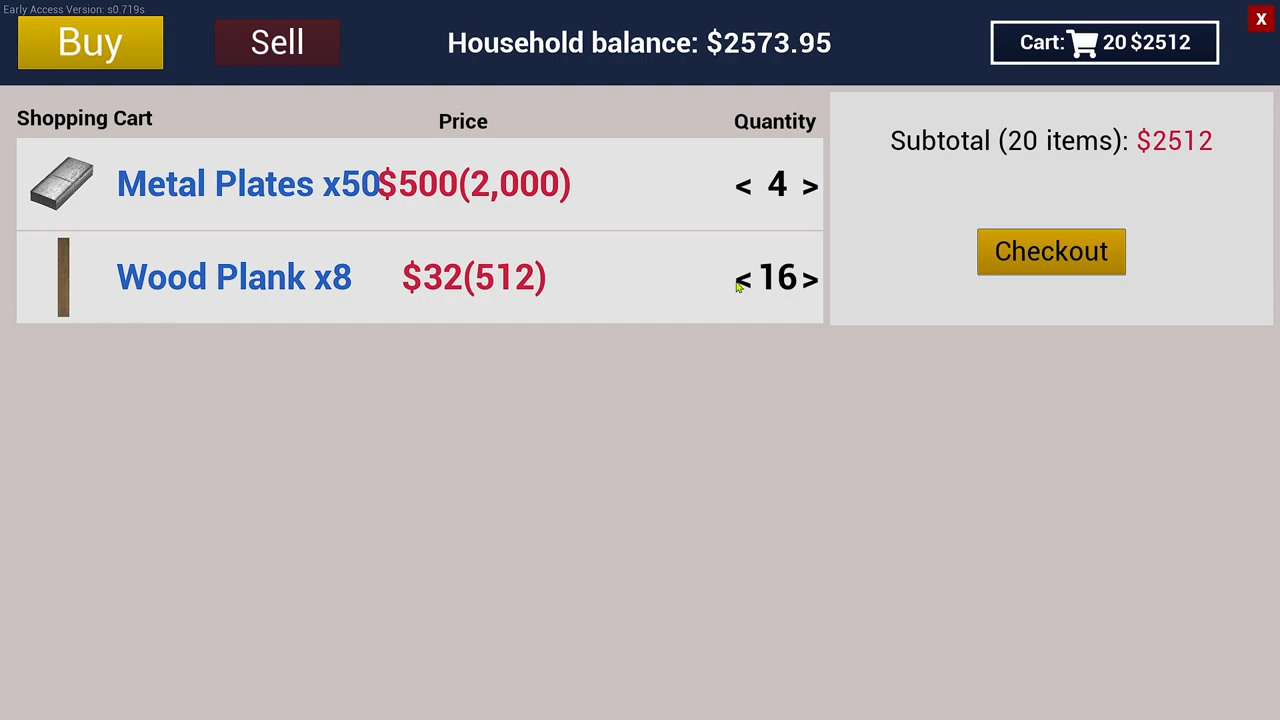 Early Access Version: s0.719s
Buy
Sell
Household balance: $2573.95
Cart: 20 $2512
X
Shopping Cart
Price
Quantity
Metal Plates x50 $500(2,000) < 4 >
Wood Plank x8 $32(512) < 16 >
Subtotal (20 items): $2512
Checkout